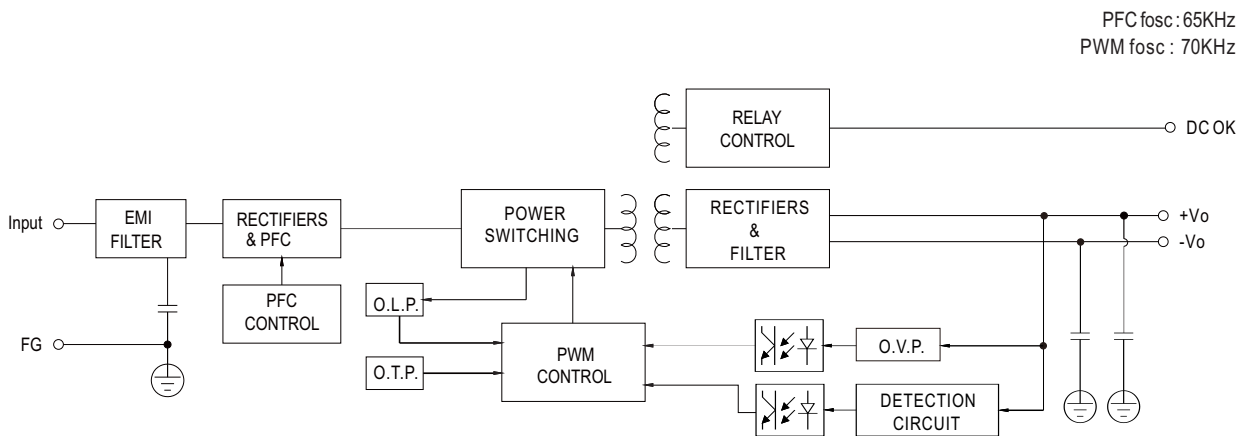 PFC fosc : 65KHz
PWM fosc : 70KHz
RELAY
CONTROL
DC OK
Input
EMI
FILTER
RECTIFIERS
& PFC
POWER
SWITCHING
RECTIFIERS
&
FILTER
+Vo
-Vo
PFC
CONTROL
O.L.P.
FG
O.T.P.
PWM
CONTROL
O.V.P.
DETECTION
CIRCUIT